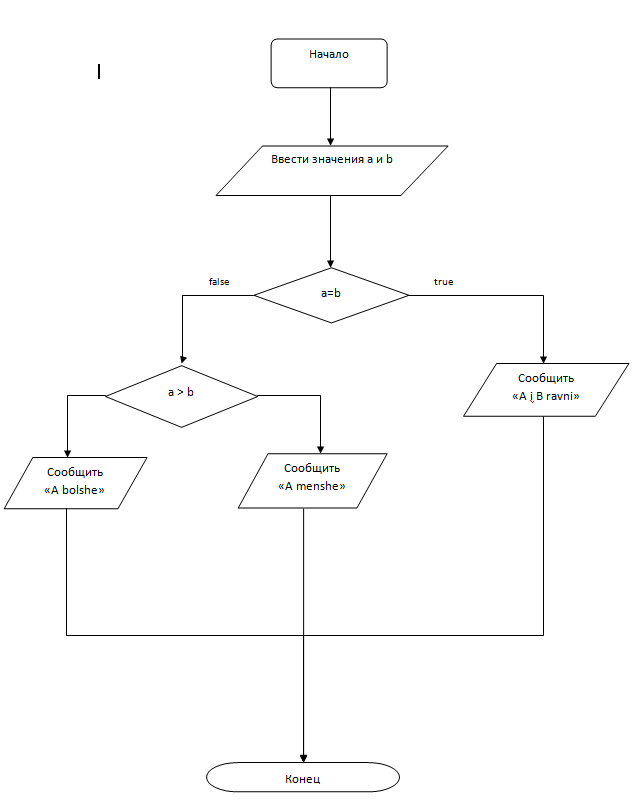 Начало
Ввести значения a и b
false
true
a=b
a > b
Сообщить
«A i B ravni»
Сообщить
«A bolshe»
Сообщить
«A menshe»
Конец